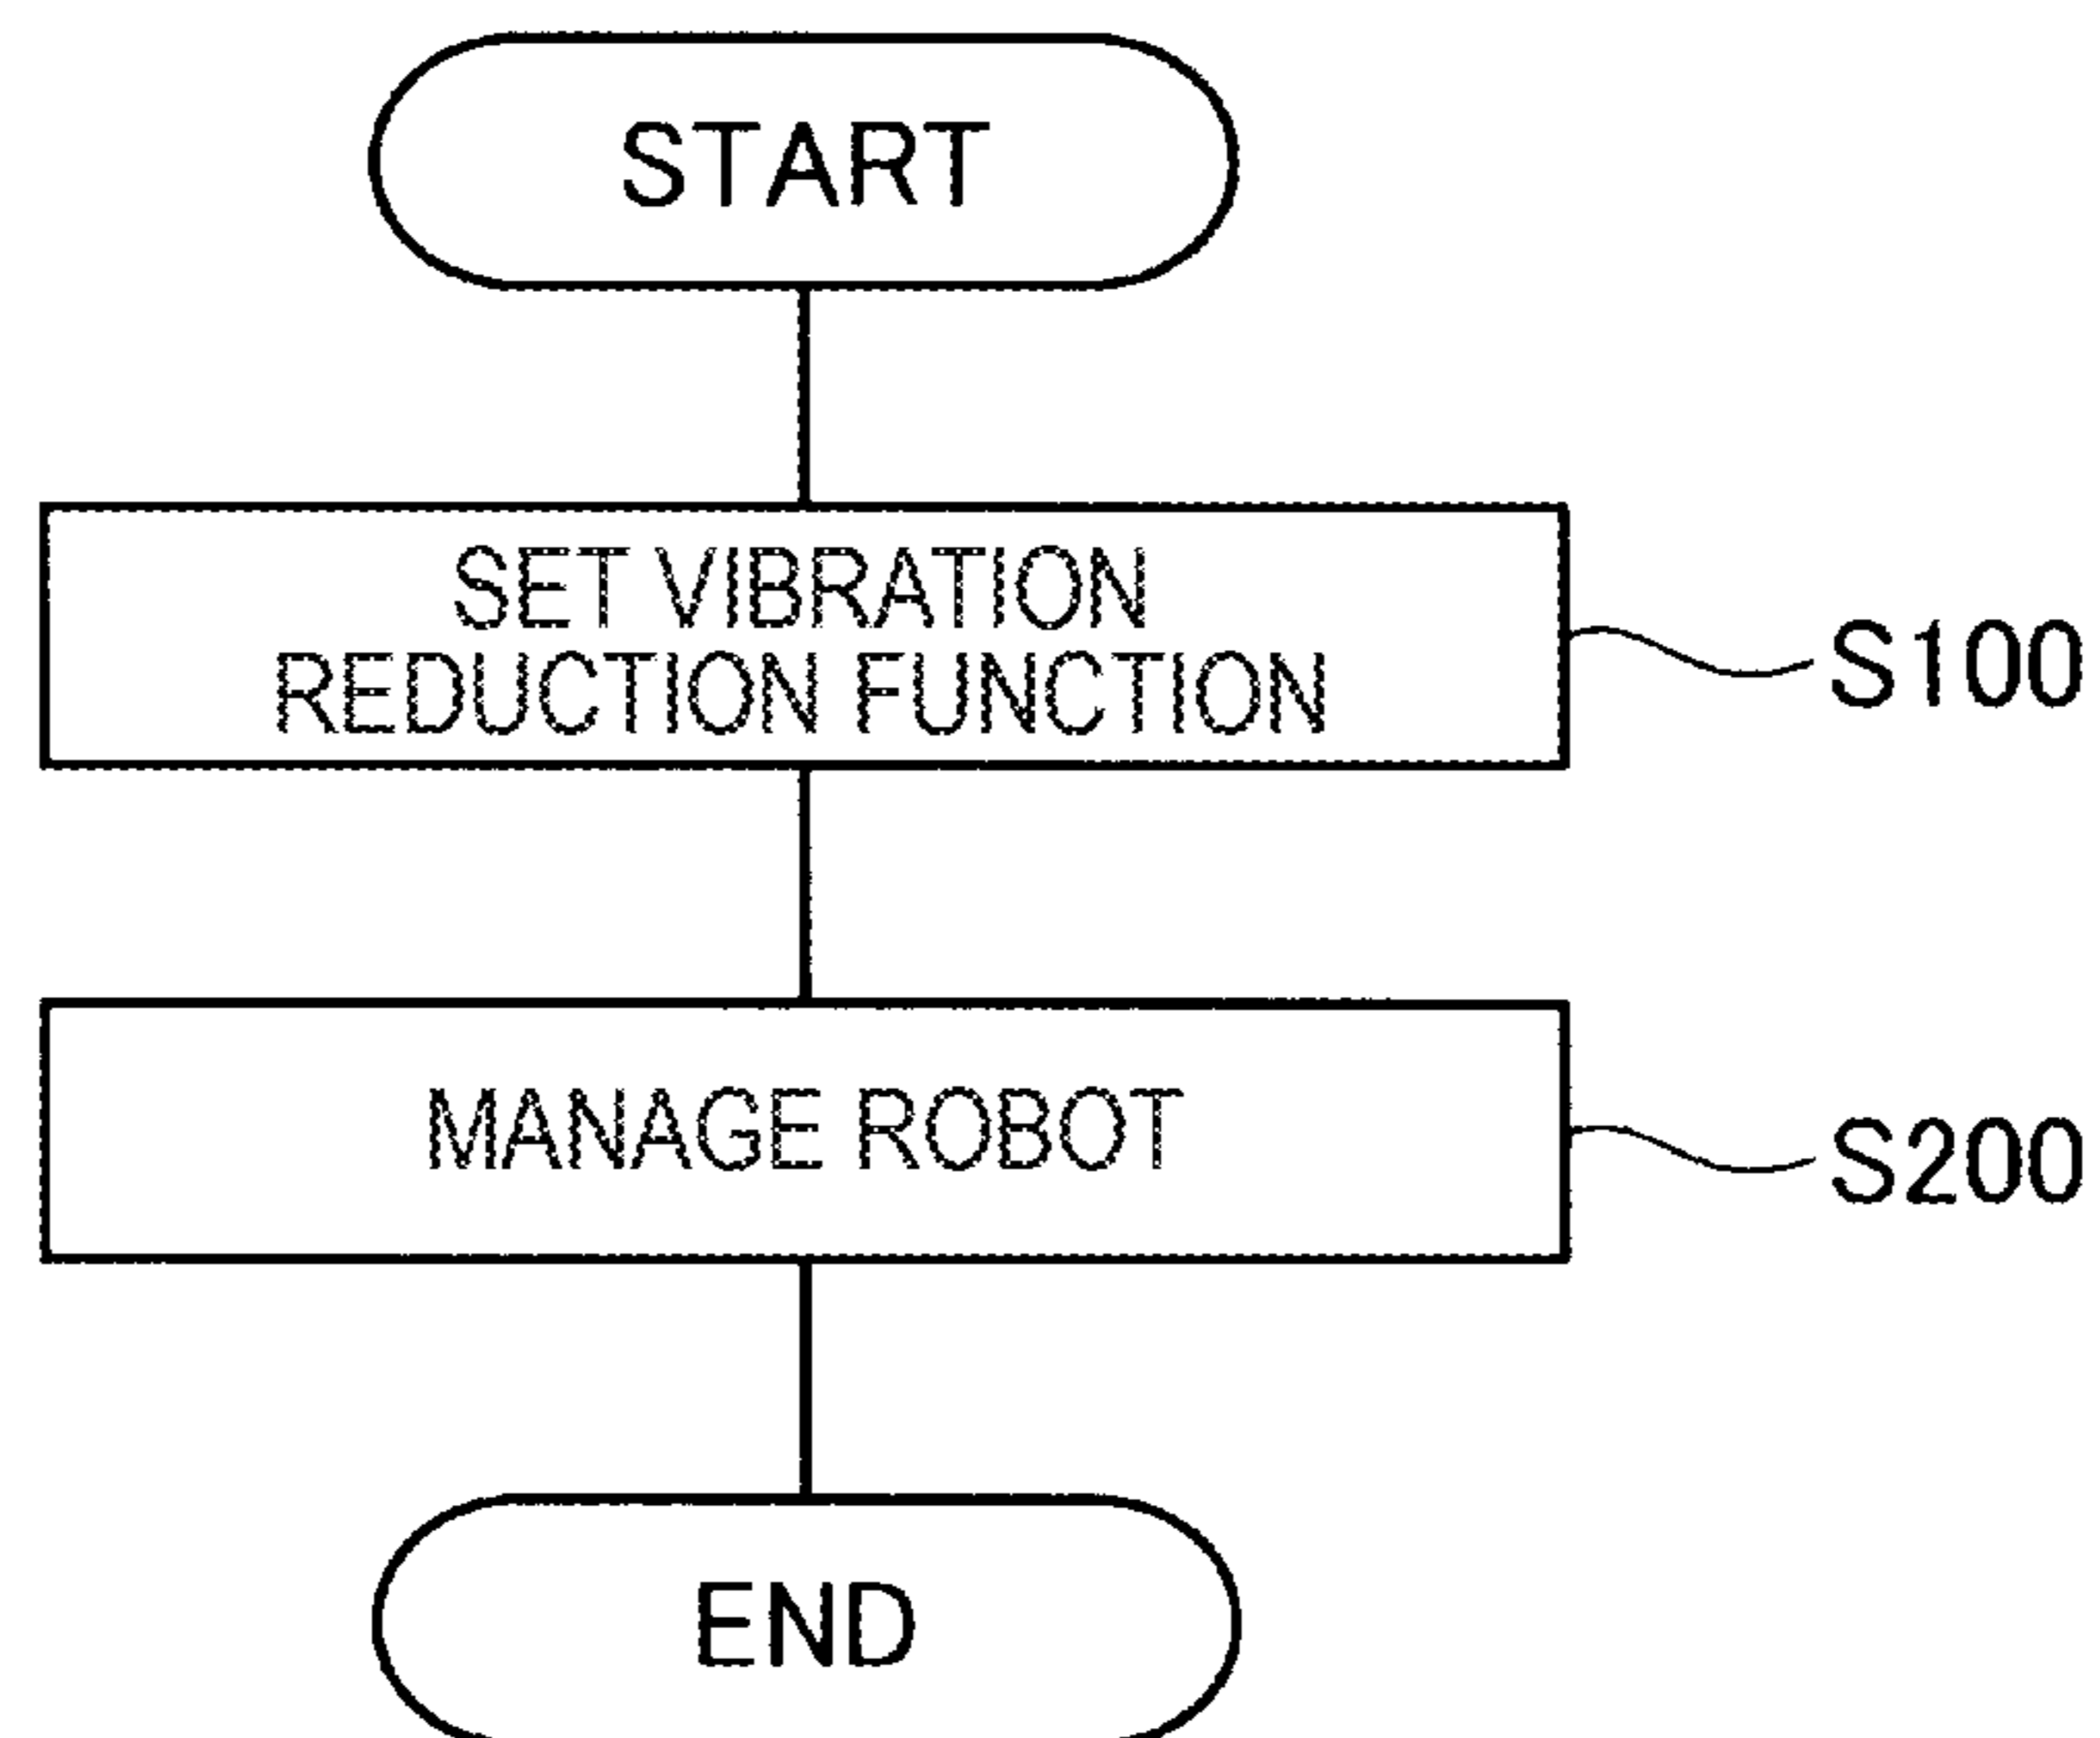 START
SET VIBRATION
REDUCTION FUNCTION
S100
MANAGE ROBOT
S200
END